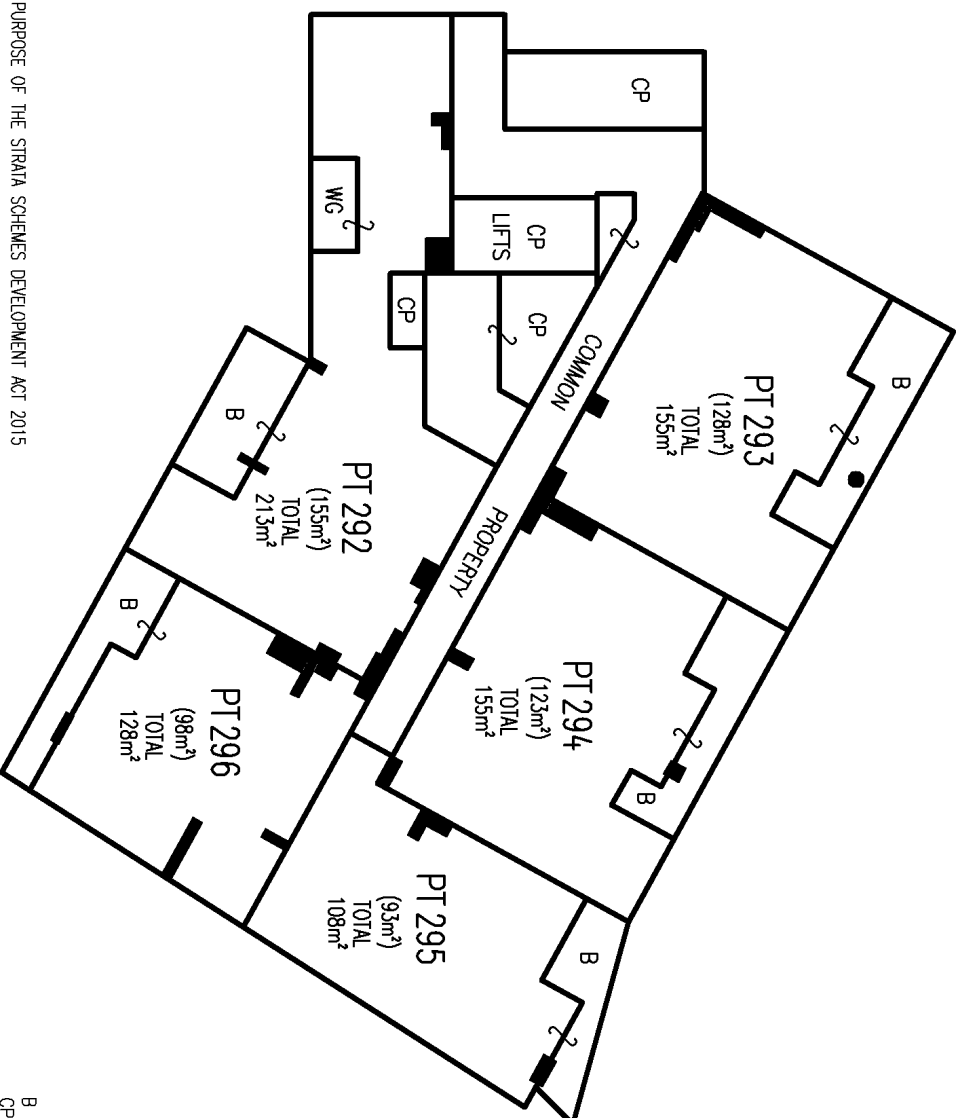 PURPOSE OF THE STRATA SCHEMES DEVELOPMENT ACT 2015
CP
WG
CP
LIFTS
CP
CP
COMMON
PROPERTY
B
PT 293
(128m²)
TOTAL
155m²
B
PT 292
(155m²)
TOTAL
213m²
PT 294
(123m²)
TOTAL
155m²
B
B
PT 296
(98m²)
TOTAL
128m²
PT 295
(93m²)
TOTAL
108m²
B
B
CP